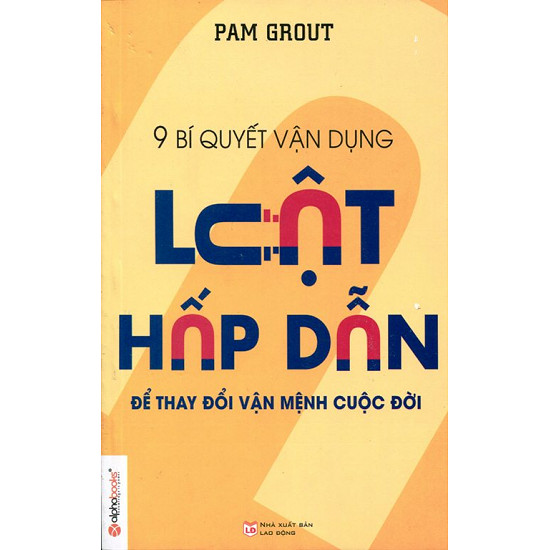 PAM GROUT
9 BÍ QUYẾT VẬN DỤNG
LUẬT
HẤP DẪN
ĐỂ THAY ĐỔI VẬN MỆNH CUỘC ĐỜI
alphabooks
NHÀ XUẤT BẢN
LAO ĐỘNG